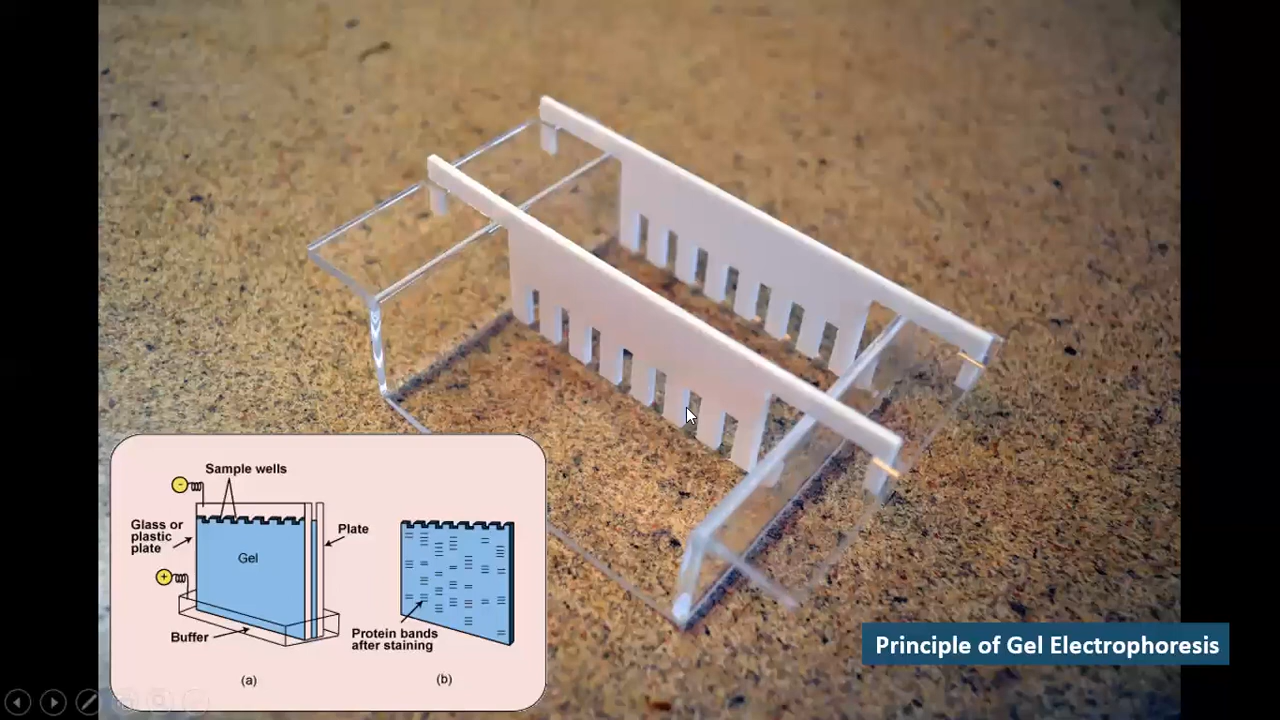 Sample wells
-
Glass or
plastic
plate
Plate
Gel
+
Buffer
Protein bands
after staining
(a)
(b)
Principle of Gel Electrophoresis